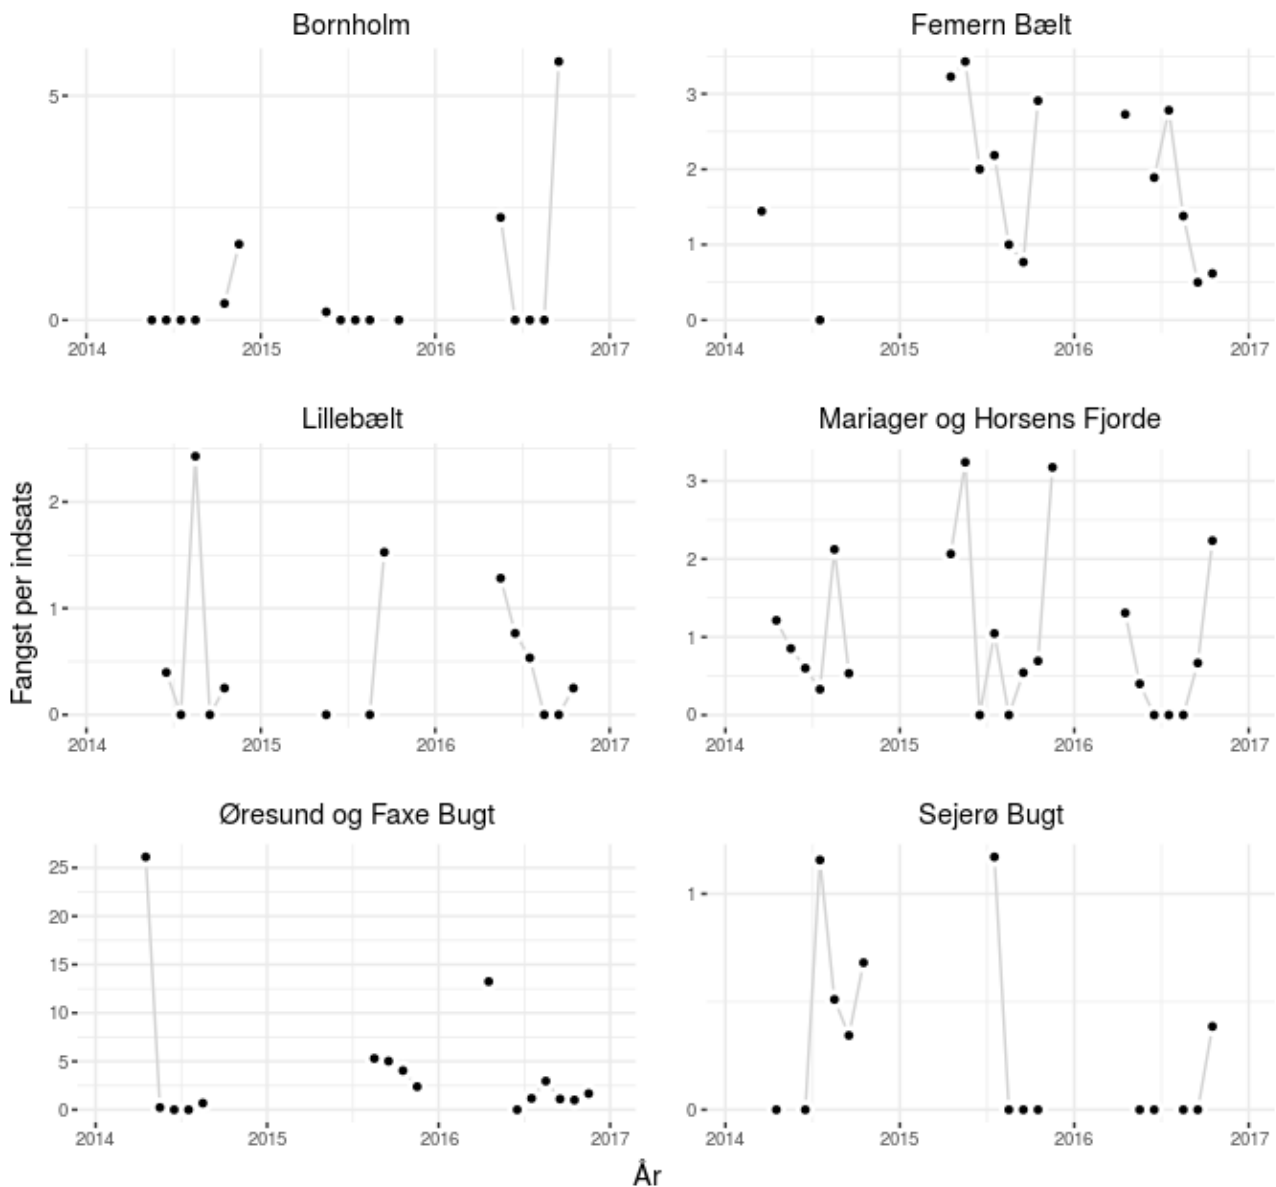 Bornholm
Femern Bælt
5
0
2014 2015 2016 2017
3
2
1
0
2014 2015 2016 2017
Lillebælt
Mariager og Horsens Fjorde
Fangst per indsats
2
1
0
2014 2015 2016 2017
3
2
1
0
2014 2015 2016 2017
Øresund og Faxe Bugt
Sejerø Bugt
25
20
15
10
5
0
2014 2015 2016 2017
1
0
2014 2015 2016 2017
År